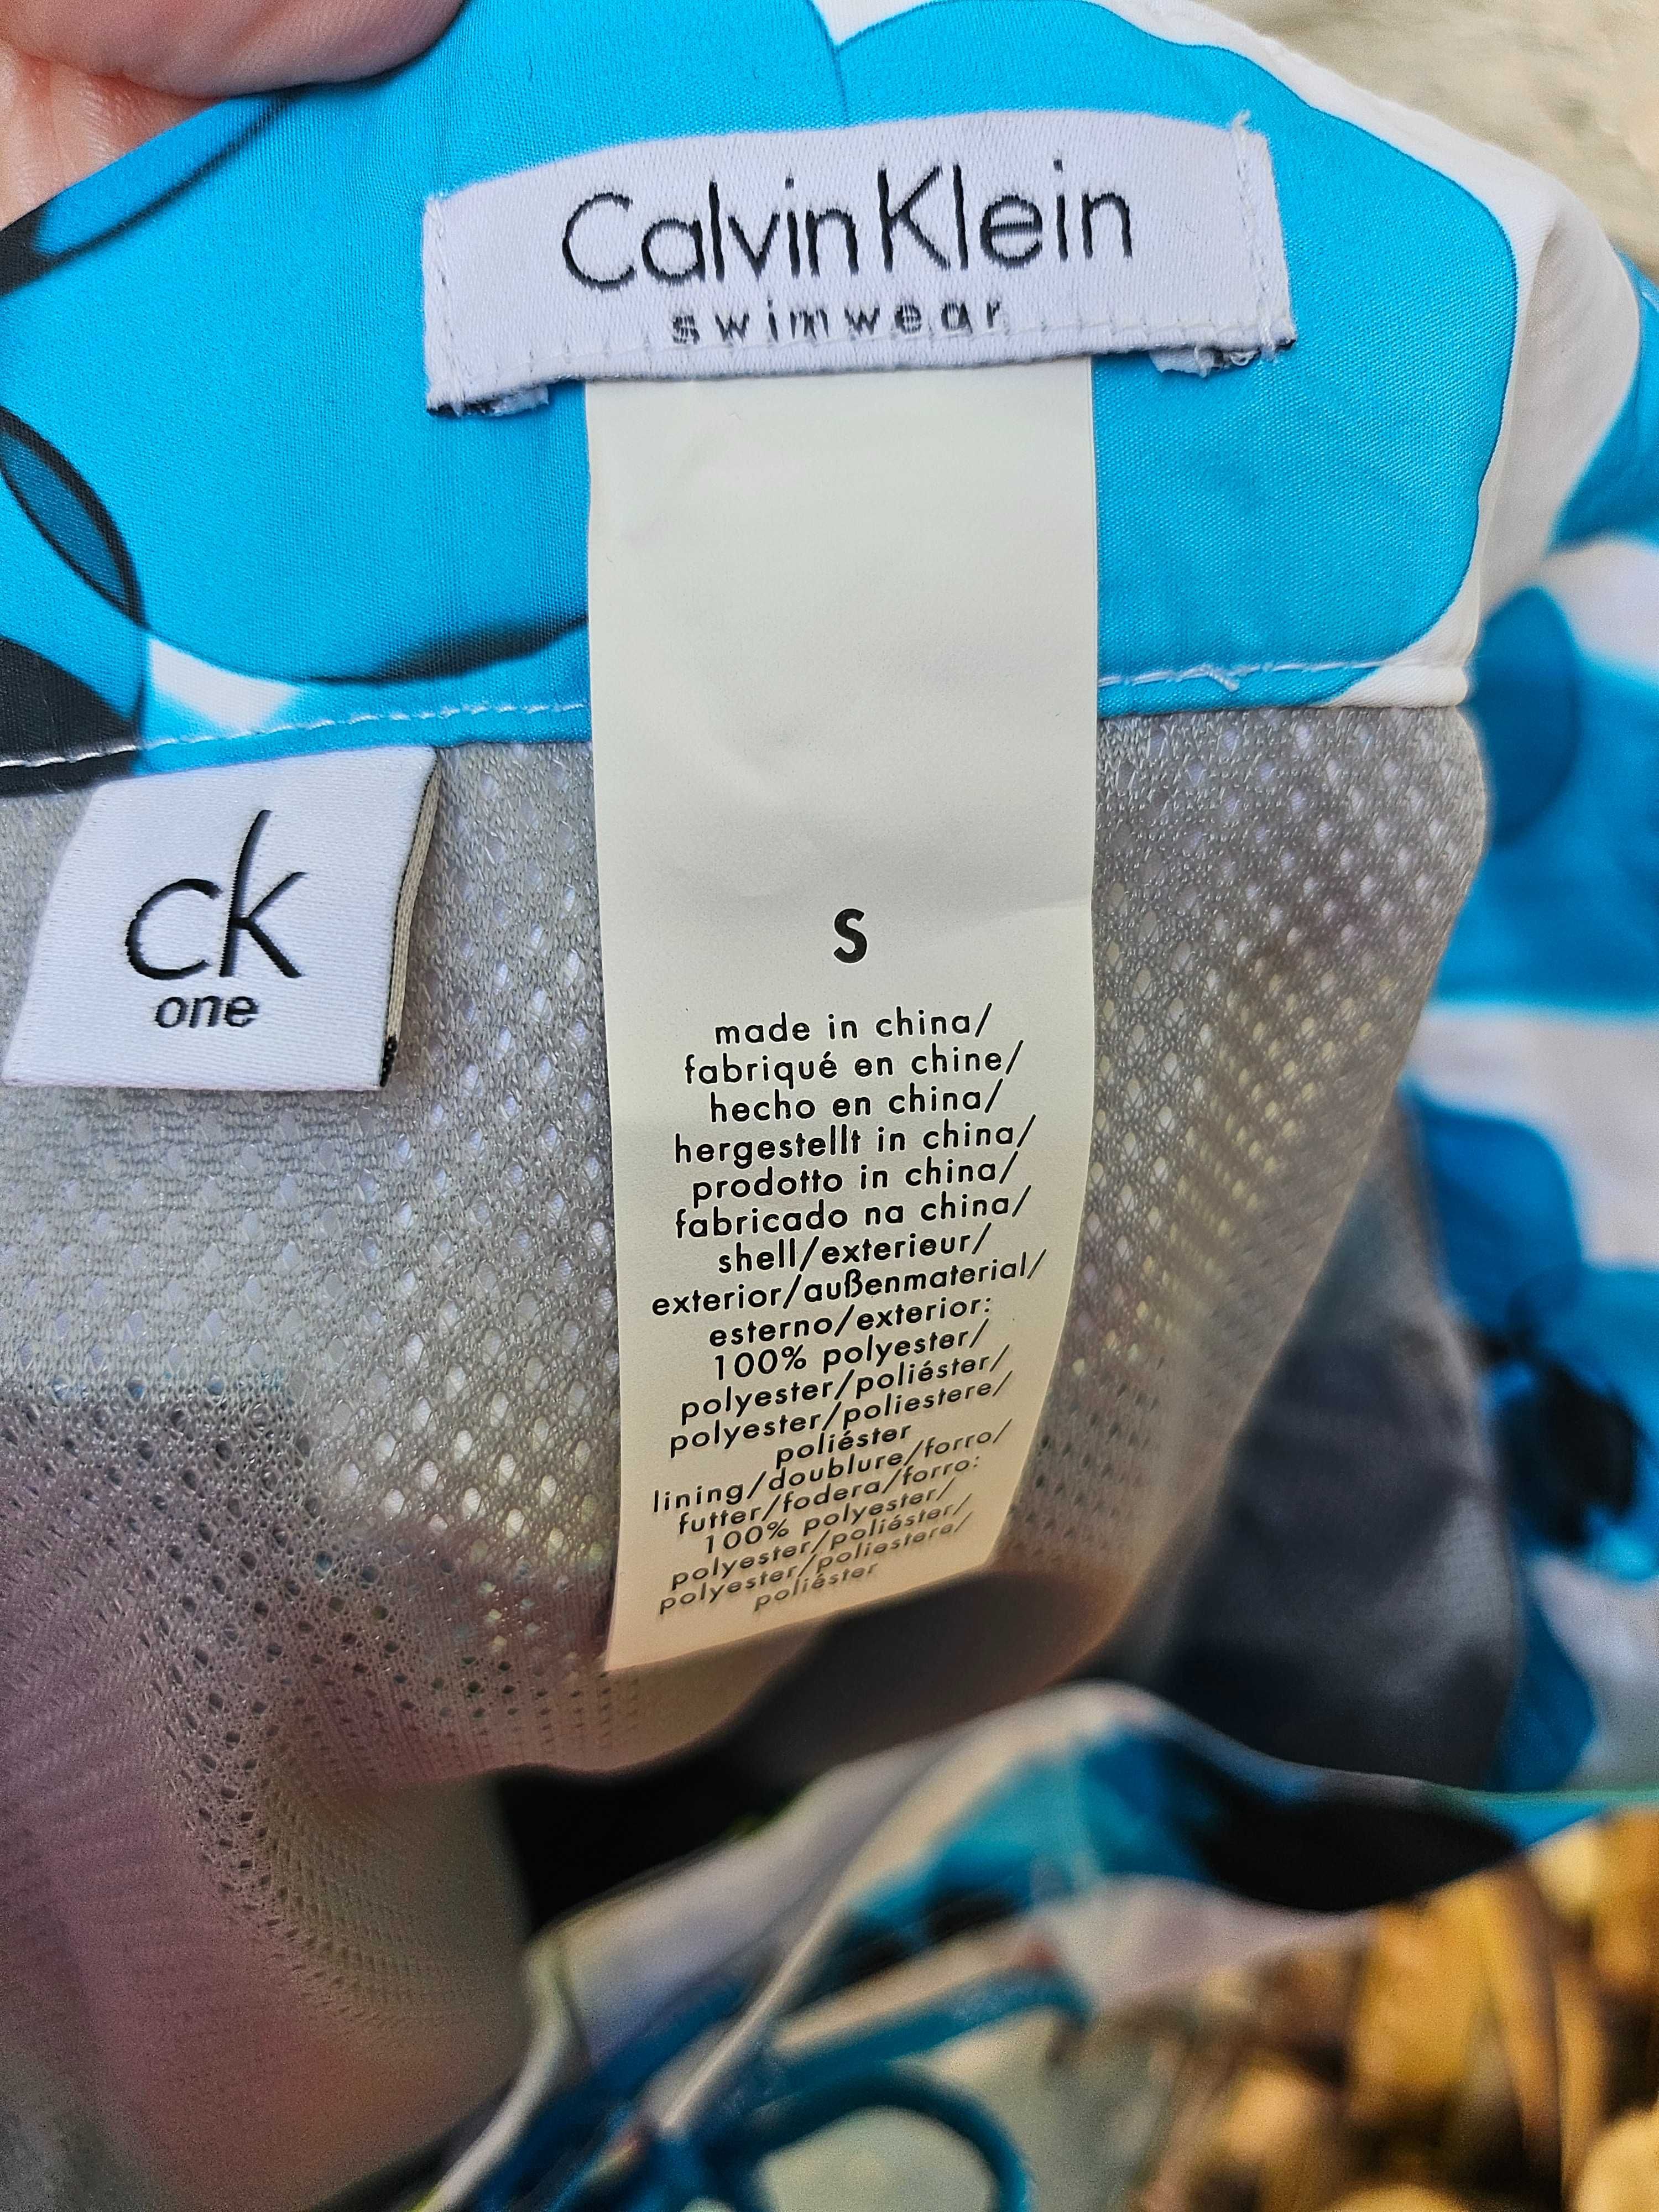 Calvin Klein
swimwear
ck
one
S
made in china/
fabriqué en chine/
hecho en china/
hergestellt in china/
prodotto in china/
fabricado na china/
shell/exterieur/
exterior/außenmaterial/
esterno/exterior:
100% polyester/
polyester/poliéster/
polyester/poliestere/
poliéster
lining/doublure/forro/
futter/fodera/forro:
100% polyester/
polyester/poliéster/
polyester/poliestere/
poliéster